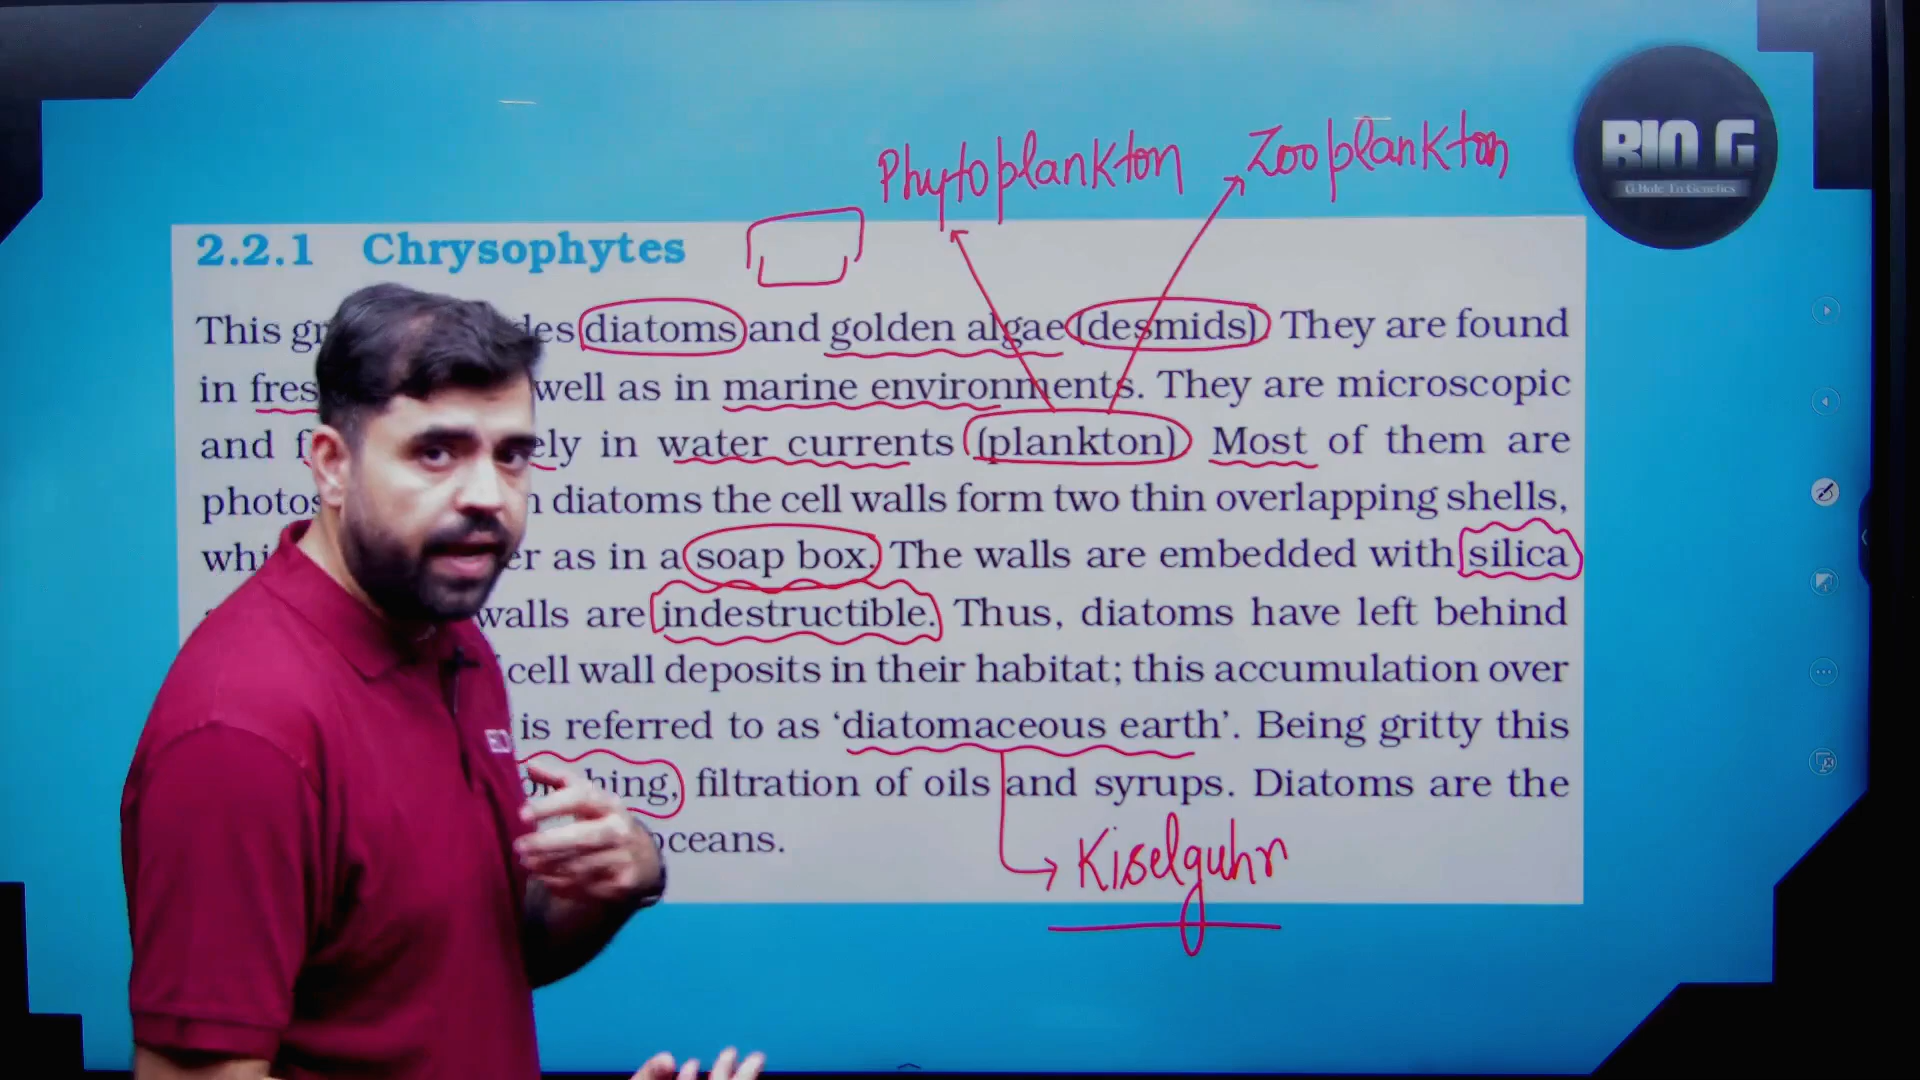 Phytoplankton Zooplankton
BIO G
G Hole To Genetics
2.2.1 Chrysophytes
This gr des diatoms and golden algae (desmids). They are found
in fres well as in marine environments. They are microscopic
and f ely in water currents (plankton). Most of them are
photos n diatoms the cell walls form two thin overlapping shells,
whi er as in a soap box. The walls are embedded with silica
walls are indestructible. Thus, diatoms have left behind
cell wall deposits in their habitat; this accumulation over
is referred to as ‘diatomaceous earth’. Being gritty this
hing, filtration of oils and syrups. Diatoms are the
oceans.
Kiselguhr